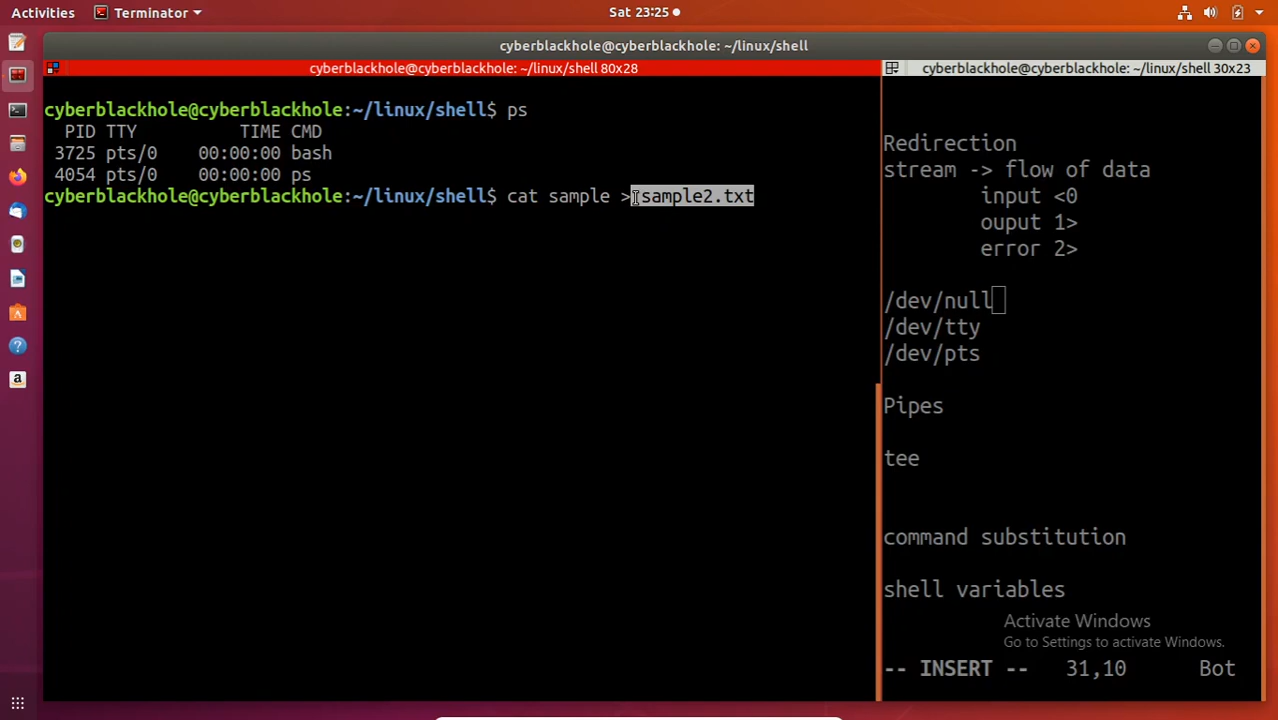 Activities Terminator Sat 23:25
cyberblackhole@cyberblackhole: ~/linux/shell
cyberblackhole@cyberblackhole: ~/linux/shell 80x28
cyberblackhole@cyberblackhole:~/linux/shell$ ps
PID TTY TIME CMD
3725 pts/0 00:00:00 bash
4054 pts/0 00:00:00 ps
cyberblackhole@cyberblackhole:~/linux/shell$ cat sample > sample2.txt
cyberblackhole@cyberblackhole: ~/linux/shell 30x23
Redirection
stream -> flow of data
input <0
ouput 1>
error 2>
/dev/null
/dev/tty
/dev/pts
Pipes
tee
command substitution
shell variables
Activate Windows
Go to Settings to activate Windows.
-- INSERT -- 31,10 Bot